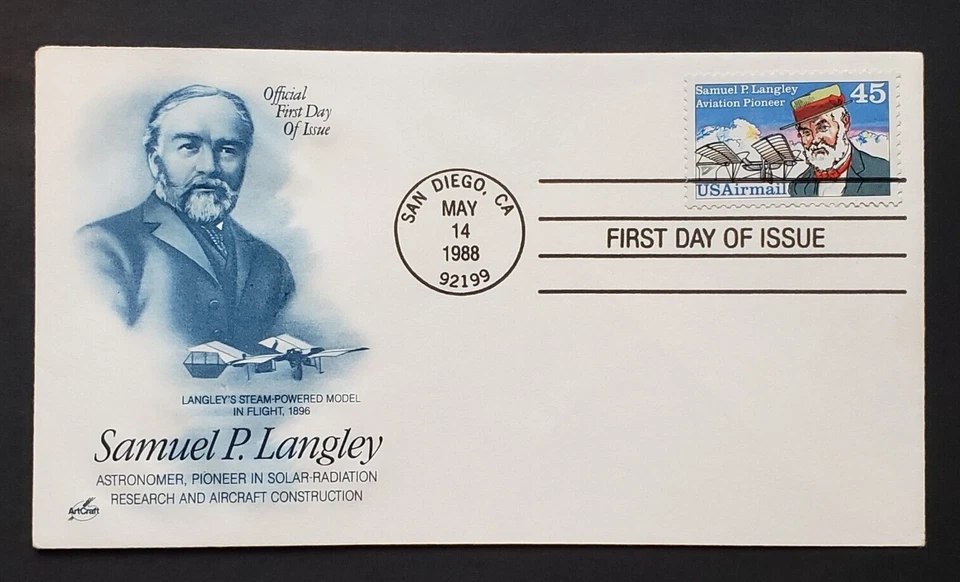 Official
First Day
Of Issue
Samuel P. Langley
Aviation Pioneer
45
USAirmail
SAN DIEGO, CA
MAY
14
1988
92199
FIRST DAY OF ISSUE
LANGLEY'S STEAM-POWERED MODEL
IN FLIGHT, 1896
Samuel P. Langley
ASTRONOMER, PIONEER IN SOLAR-RADIATION
RESEARCH AND AIRCRAFT CONSTRUCTION
ArtCraft